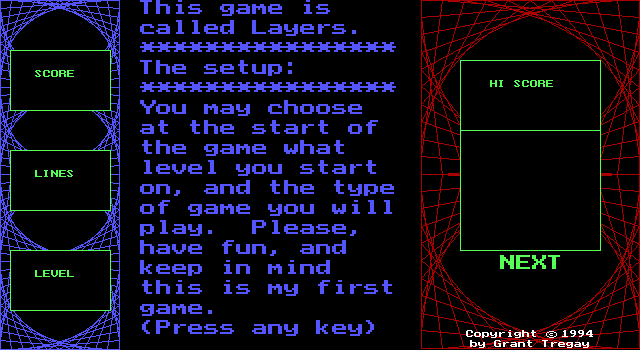 SCORE
LINES
LEVEL
This game is
called Layers.
*****************
The setup:
*****************
You may choose
at the start of
the game what
level you start
on, and the type
of game you will
play.  Please,
have fun, and
keep in mind
this is my first
game.
(Press any key)
HI SCORE
NEXT
Copyright © 1994
by Grant Tregay